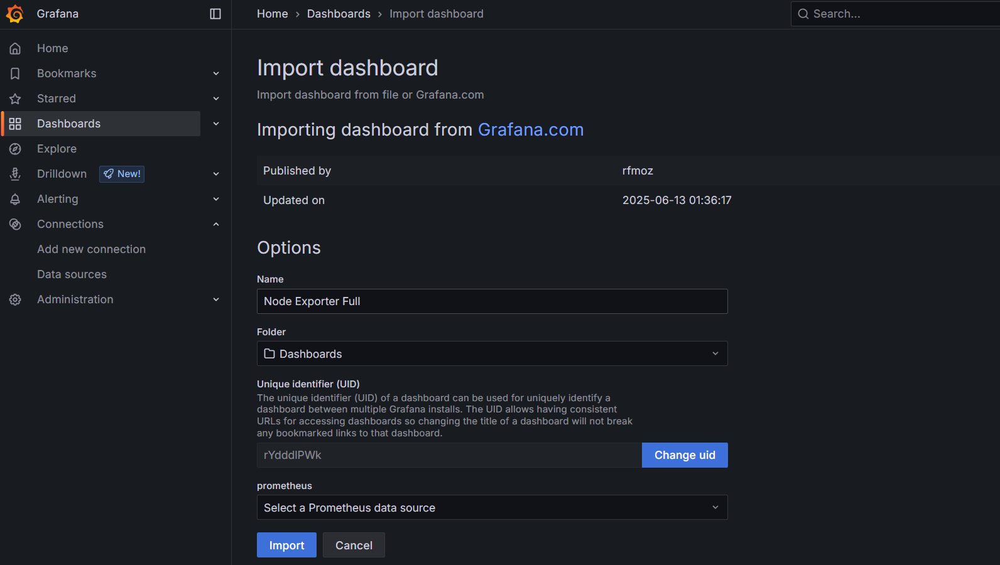 Grafana
Home
Bookmarks
Starred
Dashboards
Explore
Drilldown New!
Alerting
Connections
Add new connection
Data sources
Administration
Home › Dashboards › Import dashboard
Search...
Import dashboard
Import dashboard from file or Grafana.com
Importing dashboard from Grafana.com
Published by rfmoz
Updated on 2025-06-13 01:36:17
Options
Name
Node Exporter Full
Folder
Dashboards
Unique identifier (UID)
The unique identifier (UID) of a dashboard can be used for uniquely identify a
dashboard between multiple Grafana installs. The UID allows having consistent
URLs for accessing dashboards so changing the title of a dashboard will not break
any bookmarked links to that dashboard.
rYdddlPWk
Change uid
prometheus
Select a Prometheus data source
Import
Cancel